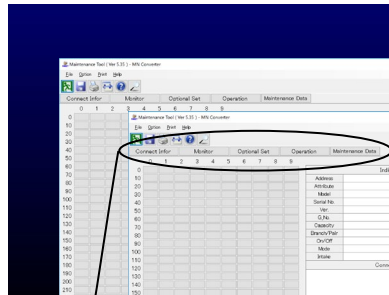 Maintenance Tool ( Ver 5.31 ) - MN Converter
File Option Print Help
Connect Infor Monitor Optional Set Operation Maintenance Data
0 1 2 3 4 5 6 7 8 9
0
10
20
30
40
50
60
70
80
90
100
110
120
130
140
150
160
170
180
190
200
210
Maintenance Tool ( Ver 5.31 ) - MN Converter
File Option Print Help
Connect Infor Monitor Optional Set Operation Maintenance Data
0 1 2 3 4 5 6 7 8 9
0
10
20
30
40
50
60
70
80
90
100
110
120
130
140
150
Indi
Address
Attribute
Model
Serial No.
Ver.
G.No.
Capacity
Branch/Pair
On/Off
Mode
Intake
Conne